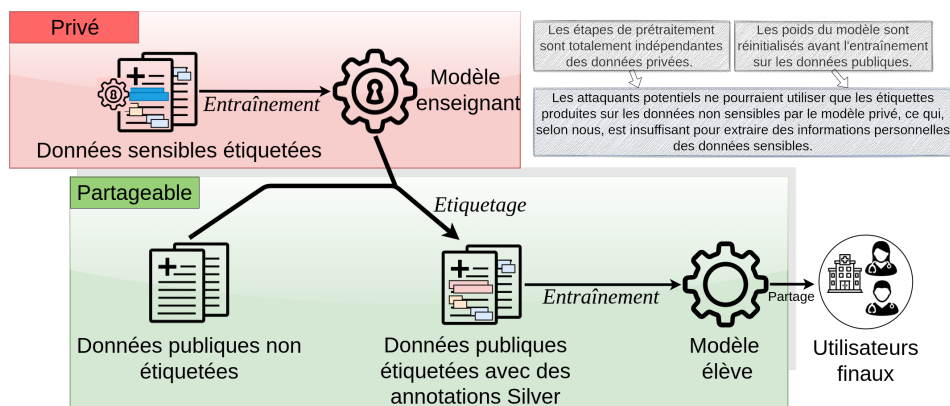 Privé
Entraînement
Modèle
enseignant
Données sensibles étiquetées
Les étapes de prétraitement
sont totalement indépendantes
des données privées.
Les poids du modèle sont
réinitialisés avant l'entraînement
sur les données publiques.
Les attaquants potentiels ne pourraient utiliser que les étiquettes
produites sur les données non sensibles par le modèle privé, ce qui,
selon nous, est insuffisant pour extraire des informations personnelles
des données sensibles.
Partageable
Etiquetage
Entraînement
Partage
Données publiques non
étiquetées
Données publiques
étiquetées avec des
annotations Silver
Modèle
élève
Utilisateurs
finaux